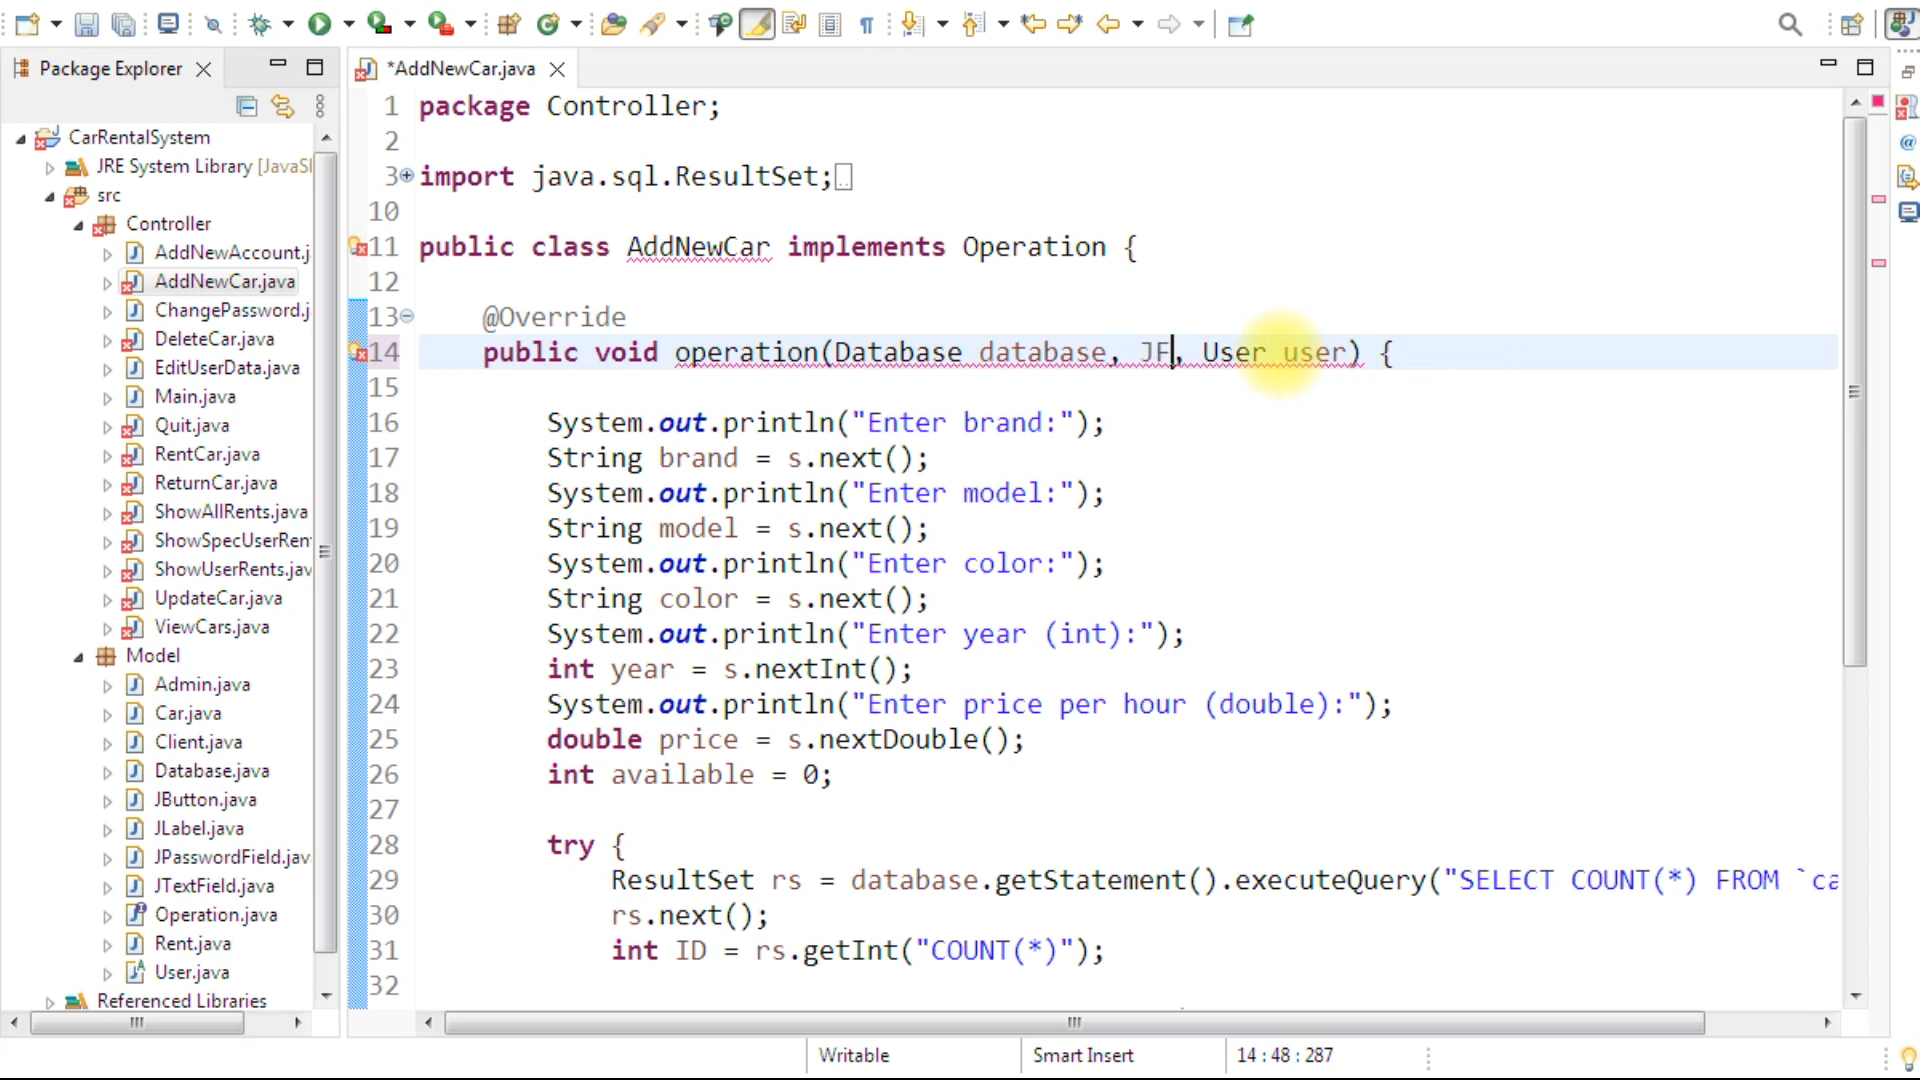 Package Explorer
*AddNewCar.java
CarRentalSystem
JRE System Library [JavaSI
src
Controller
AddNewAccount.j
AddNewCar.java
ChangePassword.j
DeleteCar.java
EditUserData.java
Main.java
Quit.java
RentCar.java
ReturnCar.java
ShowAllRents.java
ShowSpecUserRen
ShowUserRents.jav
UpdateCar.java
ViewCars.java
Model
Admin.java
Car.java
Client.java
Database.java
JButton.java
JLabel.java
JPasswordField.jav
JTextField.java
Operation.java
Rent.java
User.java
Referenced Libraries
1 package Controller;
2
3 import java.sql.ResultSet;
10
11 public class AddNewCar implements Operation {
12
13 @Override
14 public void operation(Database database, JF, User user) {
15
16 System.out.println("Enter brand:");
17 String brand = s.next();
18 System.out.println("Enter model:");
19 String model = s.next();
20 System.out.println("Enter color:");
21 String color = s.next();
22 System.out.println("Enter year (int):");
23 int year = s.nextInt();
24 System.out.println("Enter price per hour (double):");
25 double price = s.nextDouble();
26 int available = 0;
27
28 try {
29 ResultSet rs = database.getStatement().executeQuery("SELECT COUNT(*) FROM `ca
30 rs.next();
31 int ID = rs.getInt("COUNT(*)");
32
Writable
Smart Insert
14 : 48 : 287